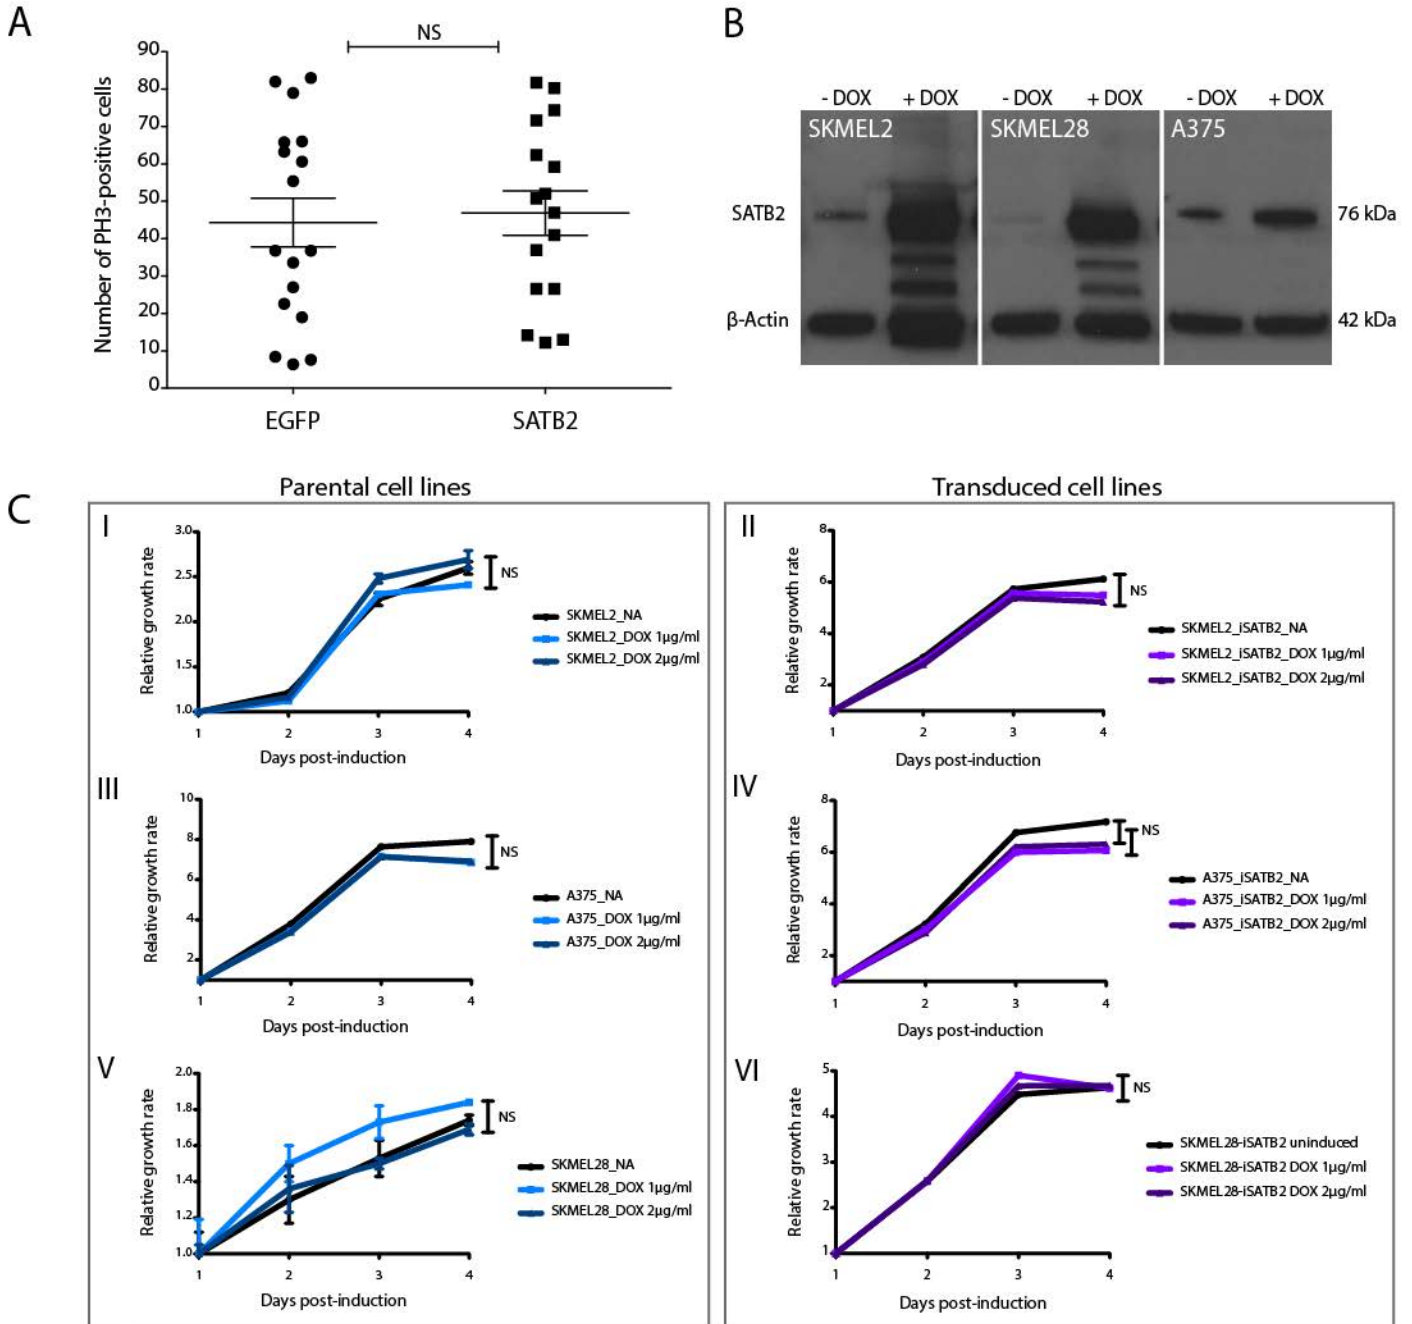 A
NS
Number of PH3-positive cells
90
80
70
60
50
40
30
20
10
0
EGFP
SATB2
B
- DOX
+ DOX
- DOX
+ DOX
- DOX
+ DOX
SKMEL2
SKMEL28
A375
SATB2
76 kDa
β-Actin
42 kDa
C
Parental cell lines
Transduced cell lines
I
Relative growth rate
3.0
2.5
2.0
1.5
1.0
1
2
3
4
Days post-induction
NS
SKMEL2_NA
SKMEL2_DOX 1µg/ml
SKMEL2_DOX 2µg/ml
II
Relative growth rate
8
6
4
2
1
2
3
4
Days post-induction
NS
SKMEL2_iSATB2_NA
SKMEL2_iSATB2_DOX 1µg/ml
SKMEL2_iSATB2_DOX 2µg/ml
III
Relative growth rate
10
8
6
4
2
1
2
3
4
Days post-induction
NS
A375_NA
A375_DOX 1µg/ml
A375_DOX 2µg/ml
IV
Relative growth rate
8
6
4
2
1
2
3
4
Days post-induction
NS
A375_iSATB2_NA
A375_iSATB2_DOX 1µg/ml
A375_iSATB2_DOX 2µg/ml
V
Relative growth rate
2.0
1.8
1.6
1.4
1.2
1.0
1
2
3
4
Days post-induction
NS
SKMEL28_NA
SKMEL28_DOX 1µg/ml
SKMEL28_DOX 2µg/ml
VI
Relative growth rate
5
4
3
2
1
1
2
3
4
Days post-induction
NS
SKMEL28-iSATB2 uninduced
SKMEL28-iSATB2 DOX 1µg/ml
SKMEL28-iSATB2 DOX 2µg/ml